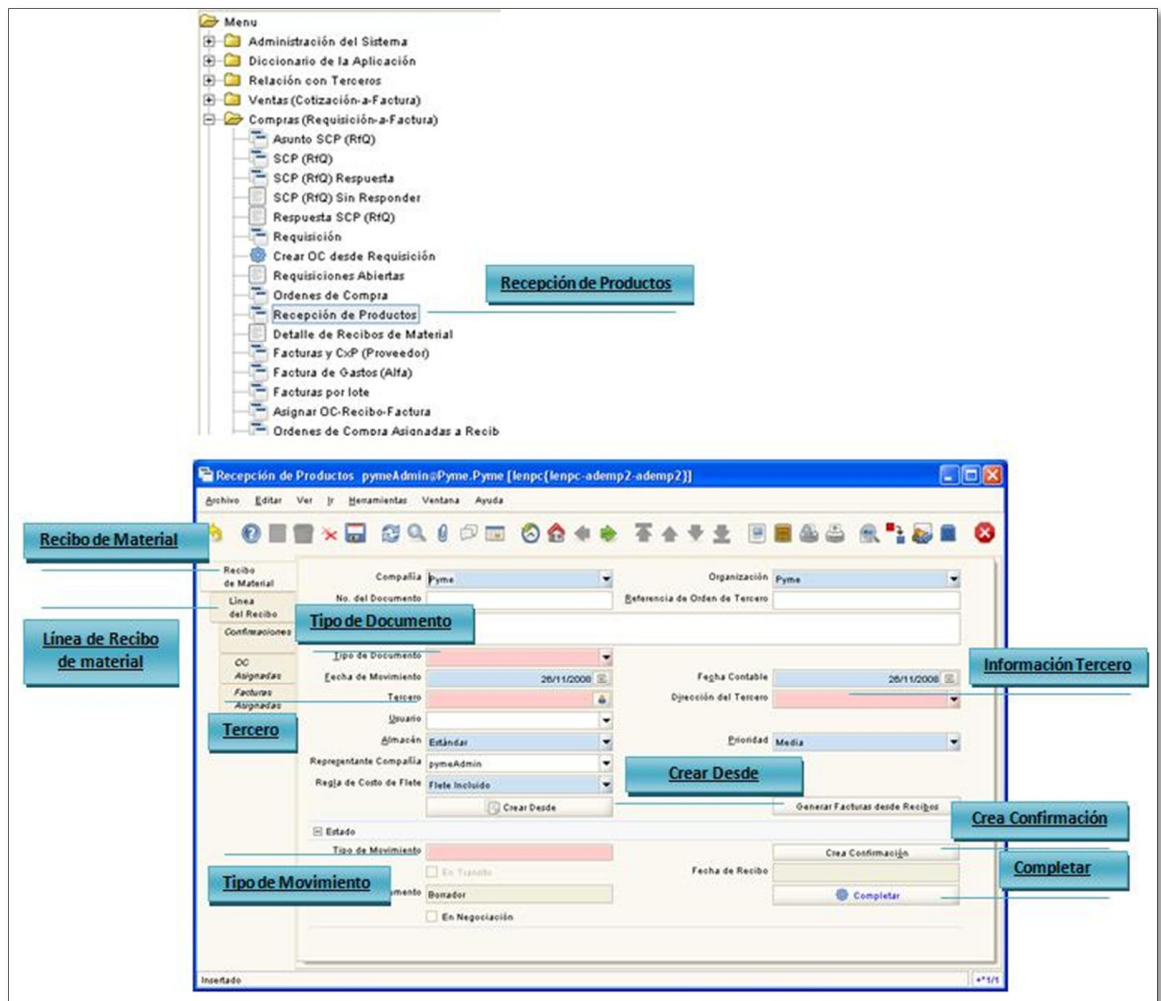 Menu
Administración del Sistema
Diccionario de la Aplicación
Relación con Terceros
Ventas (Cotización-a-Factura)
Compras (Requisición-a-Factura)
Asunto SCP (RfQ)
SCP (RfQ)
SCP (RfQ) Respuesta
SCP (RfQ) Sin Responder
Respuesta SCP (RfQ)
Requisición
Crear OC desde Requisición
Requisiciones Abiertas
Ordenes de Compra
Recepción de Productos
Recepción de Productos
Detalle de Recibos de Material
Facturas y CxP (Proveedor)
Factura de Gastos (Alfa)
Facturas por lote
Asignar OC-Recibo-Factura
Ordenes de Compra Asignadas a Recib
Recepción de Productos pymeAdmin@Pyme.Pyme [lenpc{lenpc-ademp2-ademp2}]
Archivo Editar Ver Ir Herramientas Ventana Ayuda
Recibo de Material
Línea de Recibo de material
Recibo de Material
Línea del Recibo
Confirmaciones
OC Asignadas
Facturas Asignadas
Compañía Pyme Organización Pyme
No. del Documento Referencia de Orden de Tercero
Tipo de Documento
Tipo de Documento
Información Tercero
Fecha de Movimiento 26/11/2008 Fecha Contable 26/11/2008
Tercero Dirección del Tercero
Tercero
Usuario
Almacén Estándar Prioridad Media
Representante Compañía pymeAdmin
Crear Desde
Regla de Costo de Flete Flete Incluido
Crear Desde Generar Facturas desde Recibos
Crea Confirmación
Estado
Tipo de Movimiento Crea Confirmación
En Transito Fecha de Recibo
Completar
Tipo de Movimiento
umento Borrador Completar
En Negociación
Insertado +*1/1